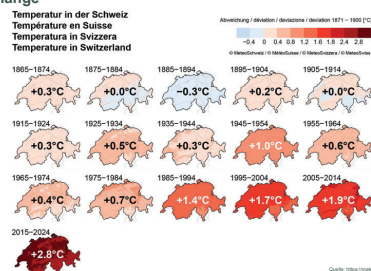 Temperatur in der Schweiz
Température en Suisse
Temperatura in Svizzera
Temperature in Switzerland
Abweichung / déviation / deviazione / deviation 1871 – 1900 [°C
−0.4 0 0.4 0.8 1.2 1.6 1.8 2.4 2.8
© MeteoSchweiz / © MétéoSuisse / © MeteoSvizzera / © MeteoSwiss
1865−1874 1875−1884 1885−1894 1895−1904 1905−1914
+0.3°C +0.0°C −0.3°C +0.2°C +0.0°C
1915−1924 1925−1934 1935−1944 1945−1954 1955−1964
+0.3°C +0.5°C +0.3°C +1.0°C +0.6°C
1965−1974 1975−1984 1985−1994 1995−2004 2005−2014
+0.4°C +0.7°C +1.4°C +1.7°C +1.9°C
2015−2024
+2.8°C
Quelle: